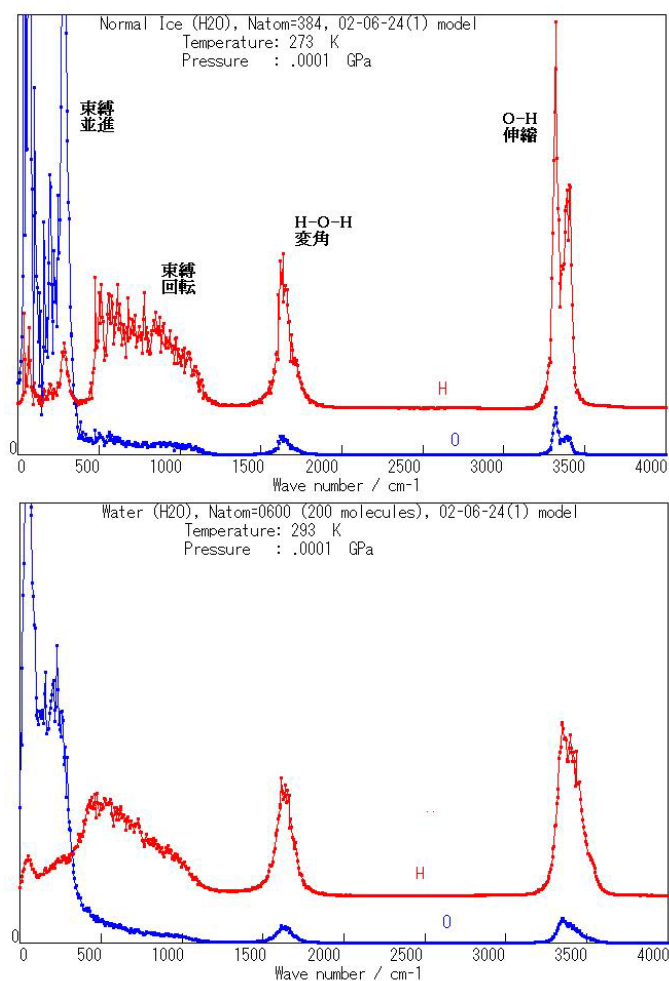 Normal Ice (H2O), Natom=384, 02-06-24(1) model
Temperature: 273 K
Pressure : .0001 GPa
束縛
並進
O-H
伸縮
H-O-H
変角
束縛
回転
H
O
0
0 500 1000 1500 2000 2500 3000 3500 4000
Wave number / cm-1
Water (H2O), Natom=0600 (200 molecules), 02-06-24(1) model
Temperature: 293 K
Pressure : .0001 GPa
H
O
0
0 500 1000 1500 2000 2500 3000 3500 4000
Wave number / cm-1